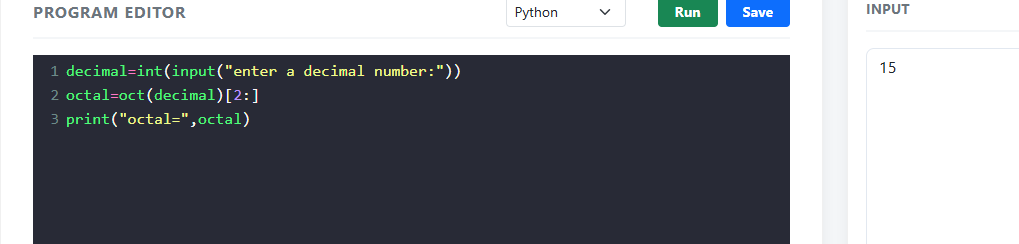 PROGRAM EDITOR
Python
Run
Save
INPUT
1 decimal=int(input("enter a decimal number:"))
2 octal=oct(decimal)[2:]
3 print("octal=",octal)
15